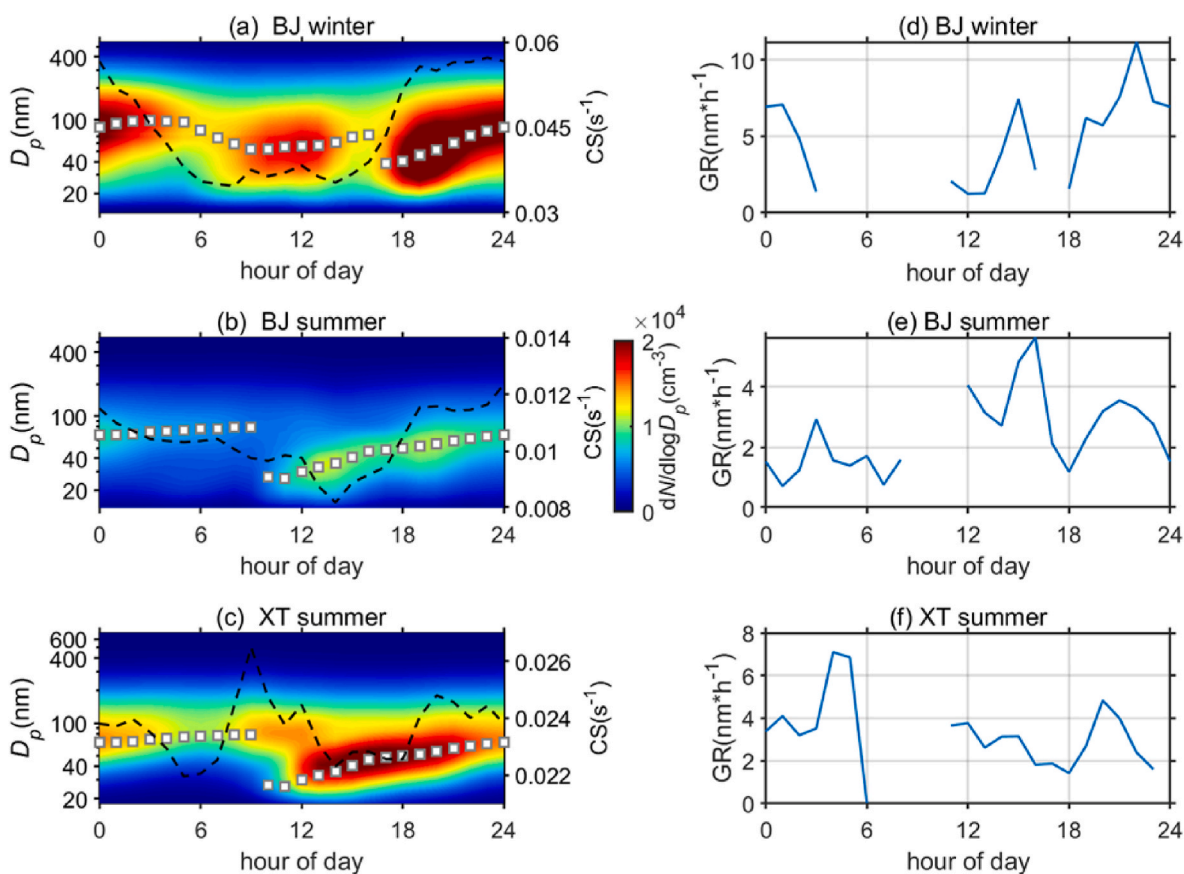 (a) BJ winter
400
100
40
20
D_p(nm)
0.06
0.045
0.03
CS(s⁻¹)
0 6 12 18 24
hour of day
(d) BJ winter
10
5
0
GR(nm*h⁻¹)
0 6 12 18 24
hour of day
(b) BJ summer
400
100
40
20
D_p(nm)
0.014
0.012
0.01
0.008
CS(s⁻¹)
0 6 12 18 24
hour of day
× 10⁴
2
1
0
dN/dlogD_p(cm⁻³)
(e) BJ summer
4
2
0
GR(nm*h⁻¹)
0 6 12 18 24
hour of day
(c) XT summer
600
400
100
40
20
D_p(nm)
0.026
0.024
0.022
CS(s⁻¹)
0 6 12 18 24
hour of day
(f) XT summer
8
6
4
2
0
GR(nm*h⁻¹)
0 6 12 18 24
hour of day